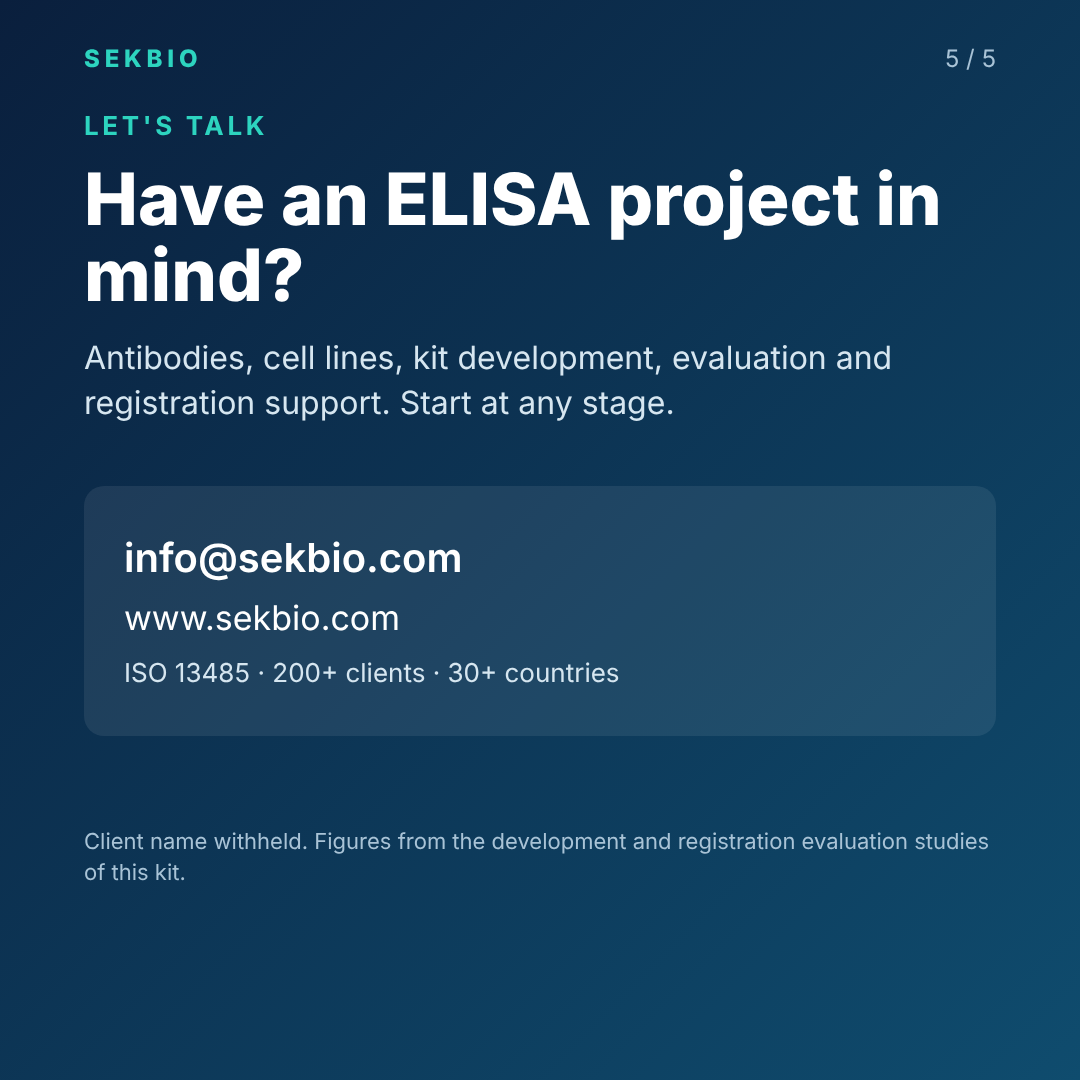 SEKBIO
5 / 5
LET'S TALK
Have an ELISA project in
mind?
Antibodies, cell lines, kit development, evaluation and
registration support. Start at any stage.
info@sekbio.com
www.sekbio.com
ISO 13485 · 200+ clients · 30+ countries
Client name withheld. Figures from the development and registration evaluation studies
of this kit.